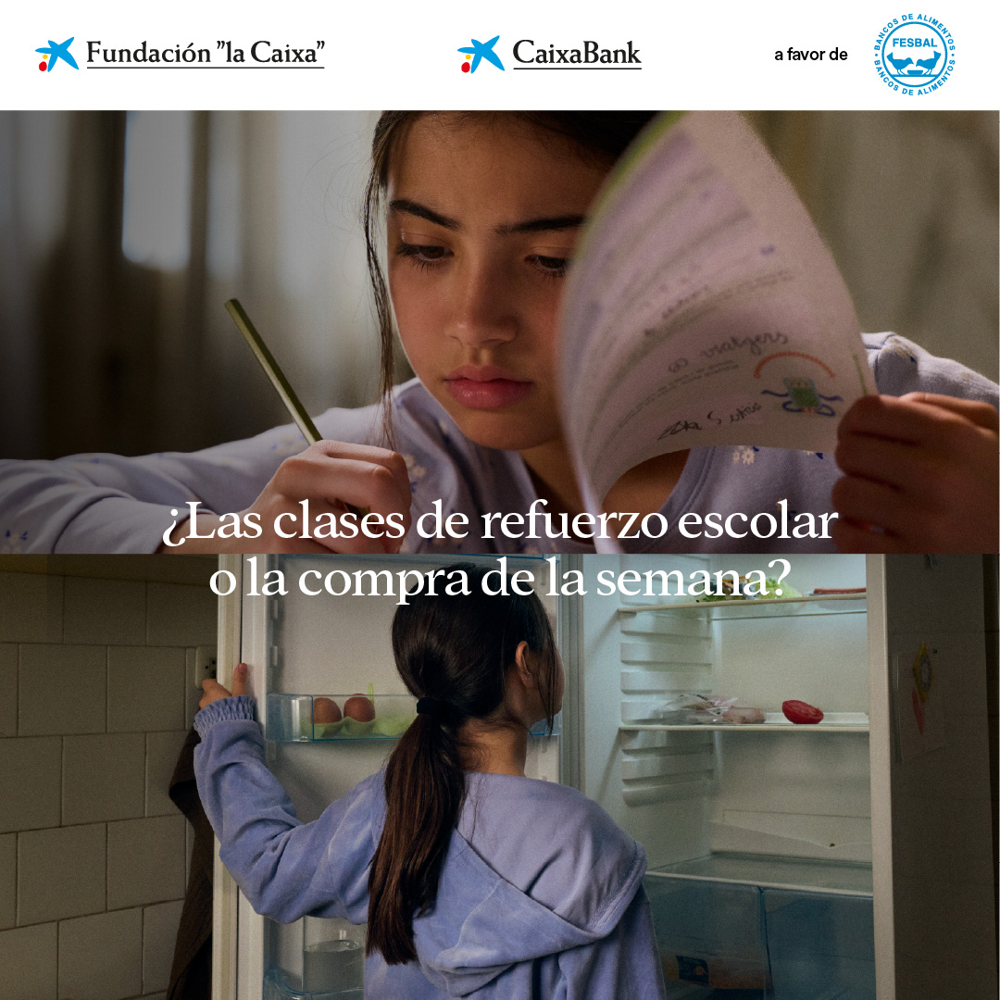 Fundación "la Caixa"
CaixaBank
a favor de
BANCOS DE ALIMENTOS
FESBAL
BANCOS DE ALIMENTOS
¿Las clases de refuerzo escolar
o la compra de la semana?